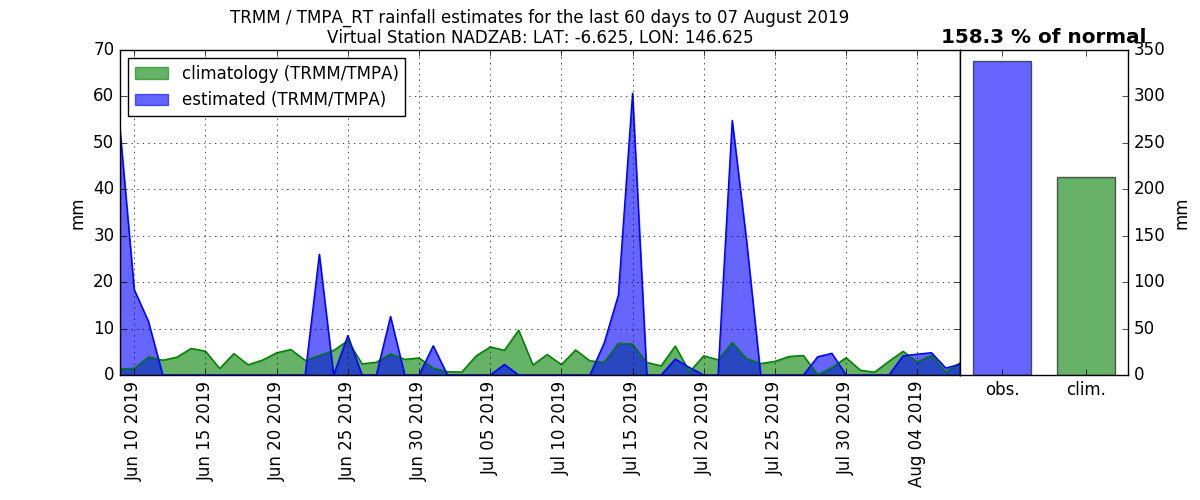 TRMM / TMPA_RT rainfall estimates for the last 60 days to 07 August 2019
Virtual Station NADZAB: LAT: -6.625, LON: 146.625
158.3 % of normal
climatology (TRMM/TMPA)
estimated (TRMM/TMPA)
70
60
50
40
30
20
10
0
mm
Jun 10 2019
Jun 15 2019
Jun 20 2019
Jun 25 2019
Jun 30 2019
Jul 05 2019
Jul 10 2019
Jul 15 2019
Jul 20 2019
Jul 25 2019
Jul 30 2019
Aug 04 2019
obs.
clim.
350
300
250
200
150
100
50
0
mm